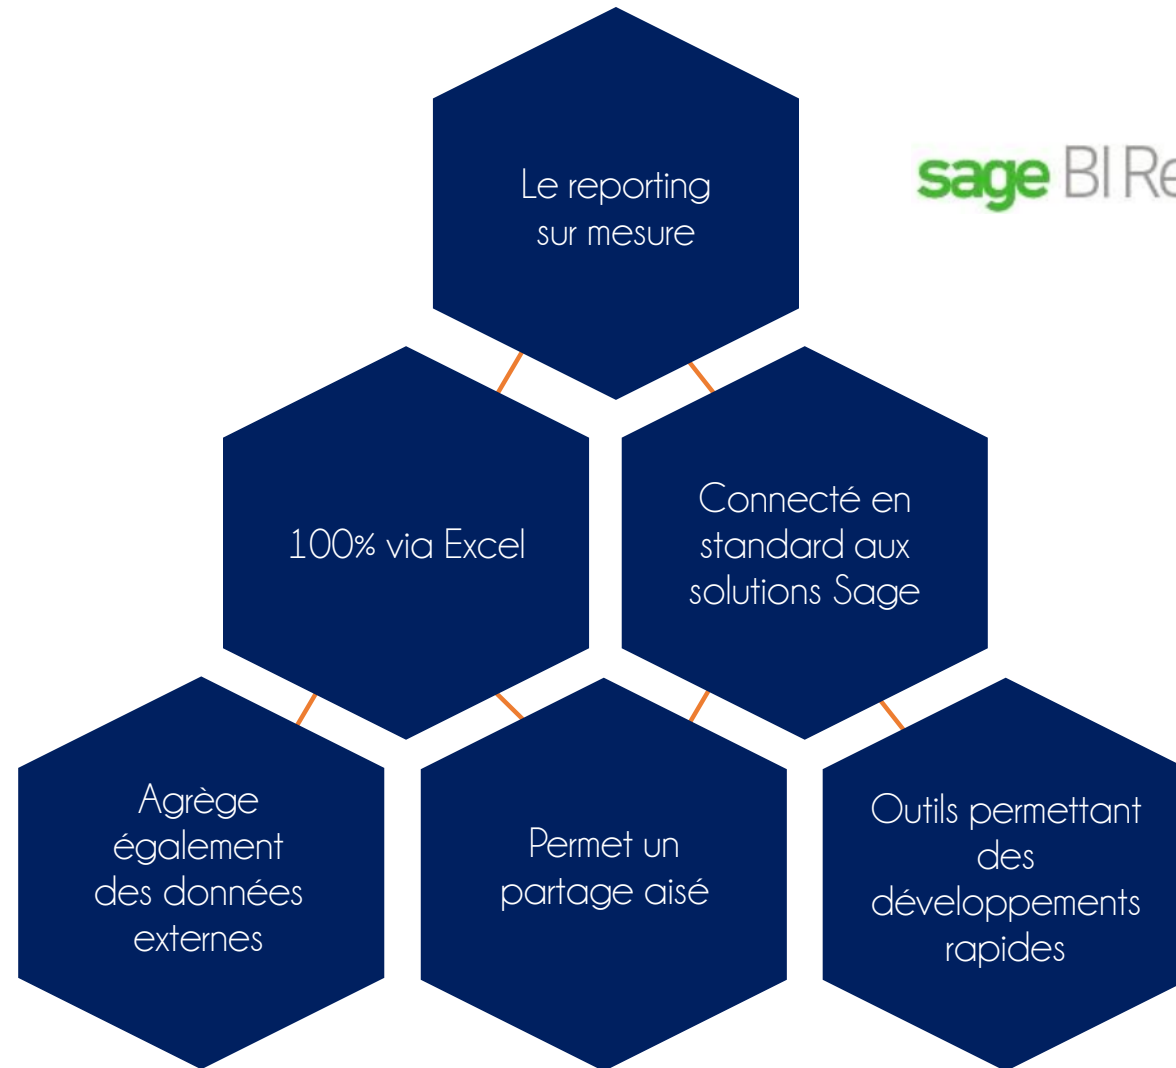 Le reporting
sur mesure
sage BI Re
100% via Excel
Connecté en
standard aux
solutions Sage
Agrège
également
des données
externes
Permet un
partage aisé
Outils permettant
des
développements
rapides